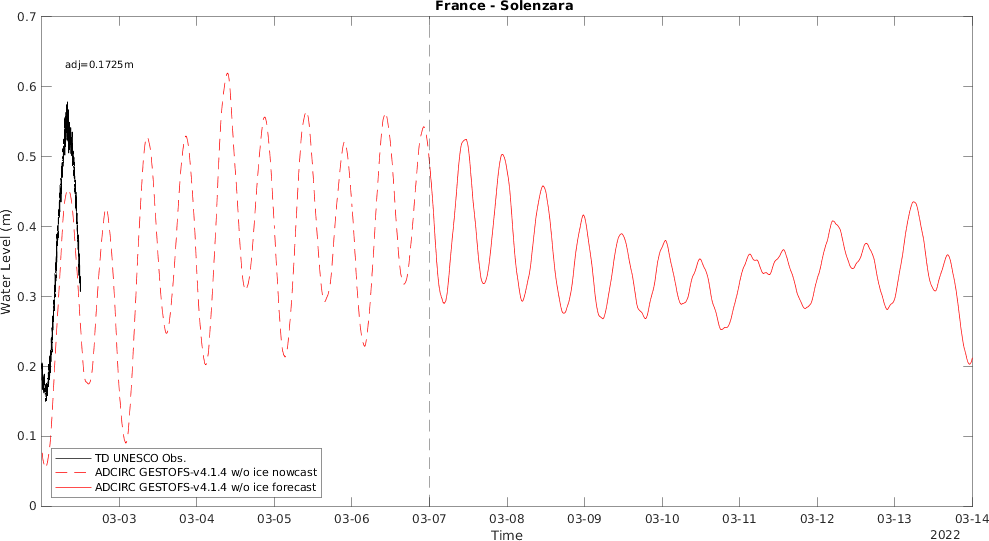 France - Solenzara
adj=0.1725m
Water Level (m)
0.7
0.6
0.5
0.4
0.3
0.2
0.1
0
TD UNESCO Obs.
ADCIRC GESTOFS-v4.1.4 w/o ice nowcast
ADCIRC GESTOFS-v4.1.4 w/o ice forecast
03-03 03-04 03-05 03-06 03-07 03-08 03-09 03-10 03-11 03-12 03-13 03-14
Time
2022